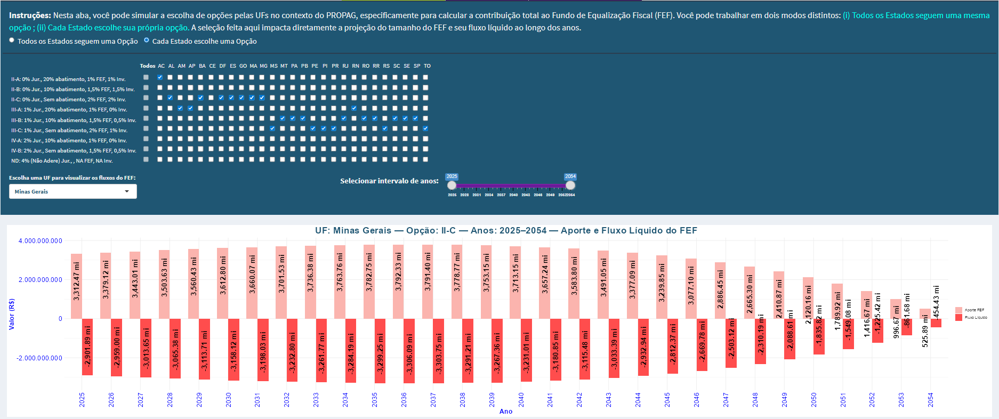 Instruções: Nesta aba, você pode simular a escolha de opções pelas UFs no contexto do PROPAG, especificamente para calcular a contribuição total ao Fundo de Equalização Fiscal (FEF). Você pode trabalhar em dois modos distintos: (i) Todos os Estados seguem uma mesma
opção ; (ii) Cada Estado escolhe sua própria opção. A seleção feita aqui impacta diretamente a projeção do tamanho do FEF e seu fluxo líquido ao longo dos anos.
Todos os Estados seguem uma Opção Cada Estado escolhe uma Opção
Todos AC AL AM AP BA CE DF ES GO MA MG MS MT PA PB PE PI PR RJ RN RO RR RS SC SE SP TO
II-A: 0% Jur., 20% abatimento, 1% FEF, 1% Inv.
II-B: 0% Jur., 10% abatimento, 1,5% FEF, 1,5% Inv.
II-C: 0% Jur., Sem abatimento, 2% FEF, 2% Inv.
III-A: 1% Jur., 20% abatimento, 1% FEF, 0% Inv.
III-B: 1% Jur., 10% abatimento, 1,5% FEF, 0,5% Inv.
III-C: 1% Jur., Sem abatimento, 2% FEF, 1% Inv.
IV-A: 2% Jur., 10% abatimento, 1% FEF, 0% Inv.
IV-B: 2% Jur., Sem abatimento, 1,5% FEF, 0,5% Inv.
ND: 4% (Não Adere) Jur., , NA FEF, NA Inv.
Escolha uma UF para visualizar os fluxos do FEF:
Minas Gerais
Selecionar intervalo de anos:
2025 2054
2025 2028 2031 2034 2037 2040 2043 2046 2049 2052 2054
UF: Minas Gerais — Opção: II-C — Anos: 2025–2054 — Aporte e Fluxo Líquido do FEF
Valor (R$)
4.000.000.000
2.000.000.000
0
-2.000.000.000
3,312.47 mi 3,379.12 mi 3,443.01 mi 3,503.63 mi 3,560.43 mi 3,612.80 mi 3,660.07 mi 3,701.53 mi 3,736.38 mi 3,763.76 mi 3,782.75 mi 3,792.33 mi 3,791.40 mi 3,778.77 mi 3,753.15 mi 3,713.15 mi 3,657.24 mi 3,583.80 mi 3,491.05 mi 3,377.09 mi 3,239.85 mi 3,077.10 mi 2,886.45 mi 2,665.30 mi 2,410.87 mi 2,120.16 mi 1,789.92 mi 1,416.67 mi 996.67 mi 525.89 mi
-2,901.89 mi -2,959.00 mi -3,013.65 mi -3,065.38 mi -3,113.71 mi -3,158.12 mi -3,198.03 mi -3,232.80 mi -3,261.77 mi -3,284.19 mi -3,299.25 mi -3,306.09 mi -3,303.75 mi -3,291.21 mi -3,267.36 mi -3,231.01 mi -3,180.85 mi -3,115.48 mi -3,033.39 mi -2,932.94 mi -2,812.37 mi -2,669.78 mi -2,503.12 mi -2,310.19 mi -2,088.61 mi -1,835.82 mi -1,549.08 mi -1,225.42 mi -861.68 mi -454.43 mi
2025 2026 2027 2028 2029 2030 2031 2032 2033 2034 2035 2036 2037 2038 2039 2040 2041 2042 2043 2044 2045 2046 2047 2048 2049 2050 2051 2052 2053 2054
Ano
Aporte FEF
Fluxo Líquido